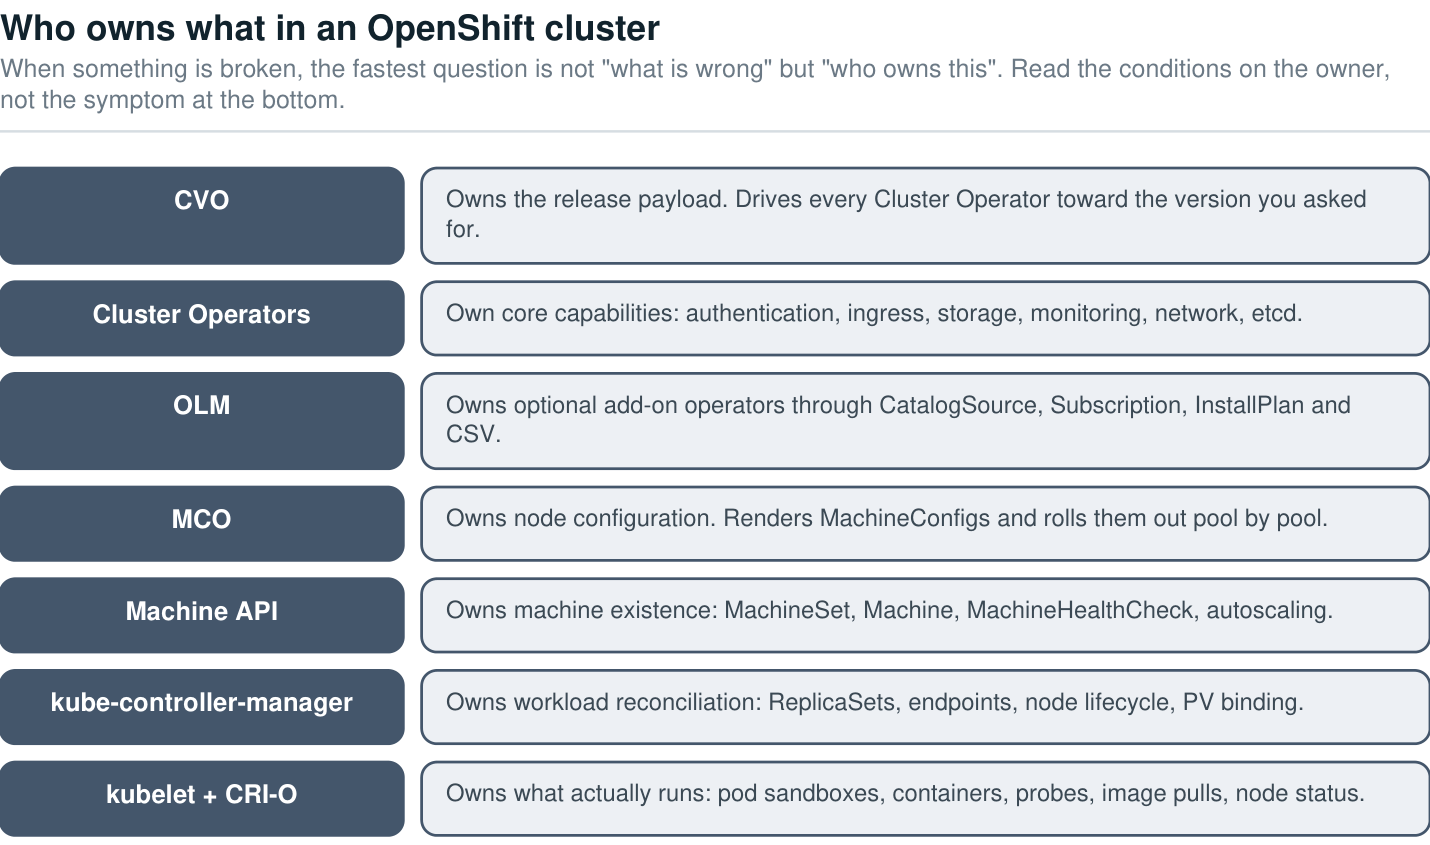 Who owns what in an OpenShift cluster
When something is broken, the fastest question is not "what is wrong" but "who owns this". Read the conditions on the owner,
not the symptom at the bottom.
CVO
Owns the release payload. Drives every Cluster Operator toward the version you asked
for.
Cluster Operators
Own core capabilities: authentication, ingress, storage, monitoring, network, etcd.
OLM
Owns optional add-on operators through CatalogSource, Subscription, InstallPlan and
CSV.
MCO
Owns node configuration. Renders MachineConfigs and rolls them out pool by pool.
Machine API
Owns machine existence: MachineSet, Machine, MachineHealthCheck, autoscaling.
kube-controller-manager
Owns workload reconciliation: ReplicaSets, endpoints, node lifecycle, PV binding.
kubelet + CRI-O
Owns what actually runs: pod sandboxes, containers, probes, image pulls, node status.